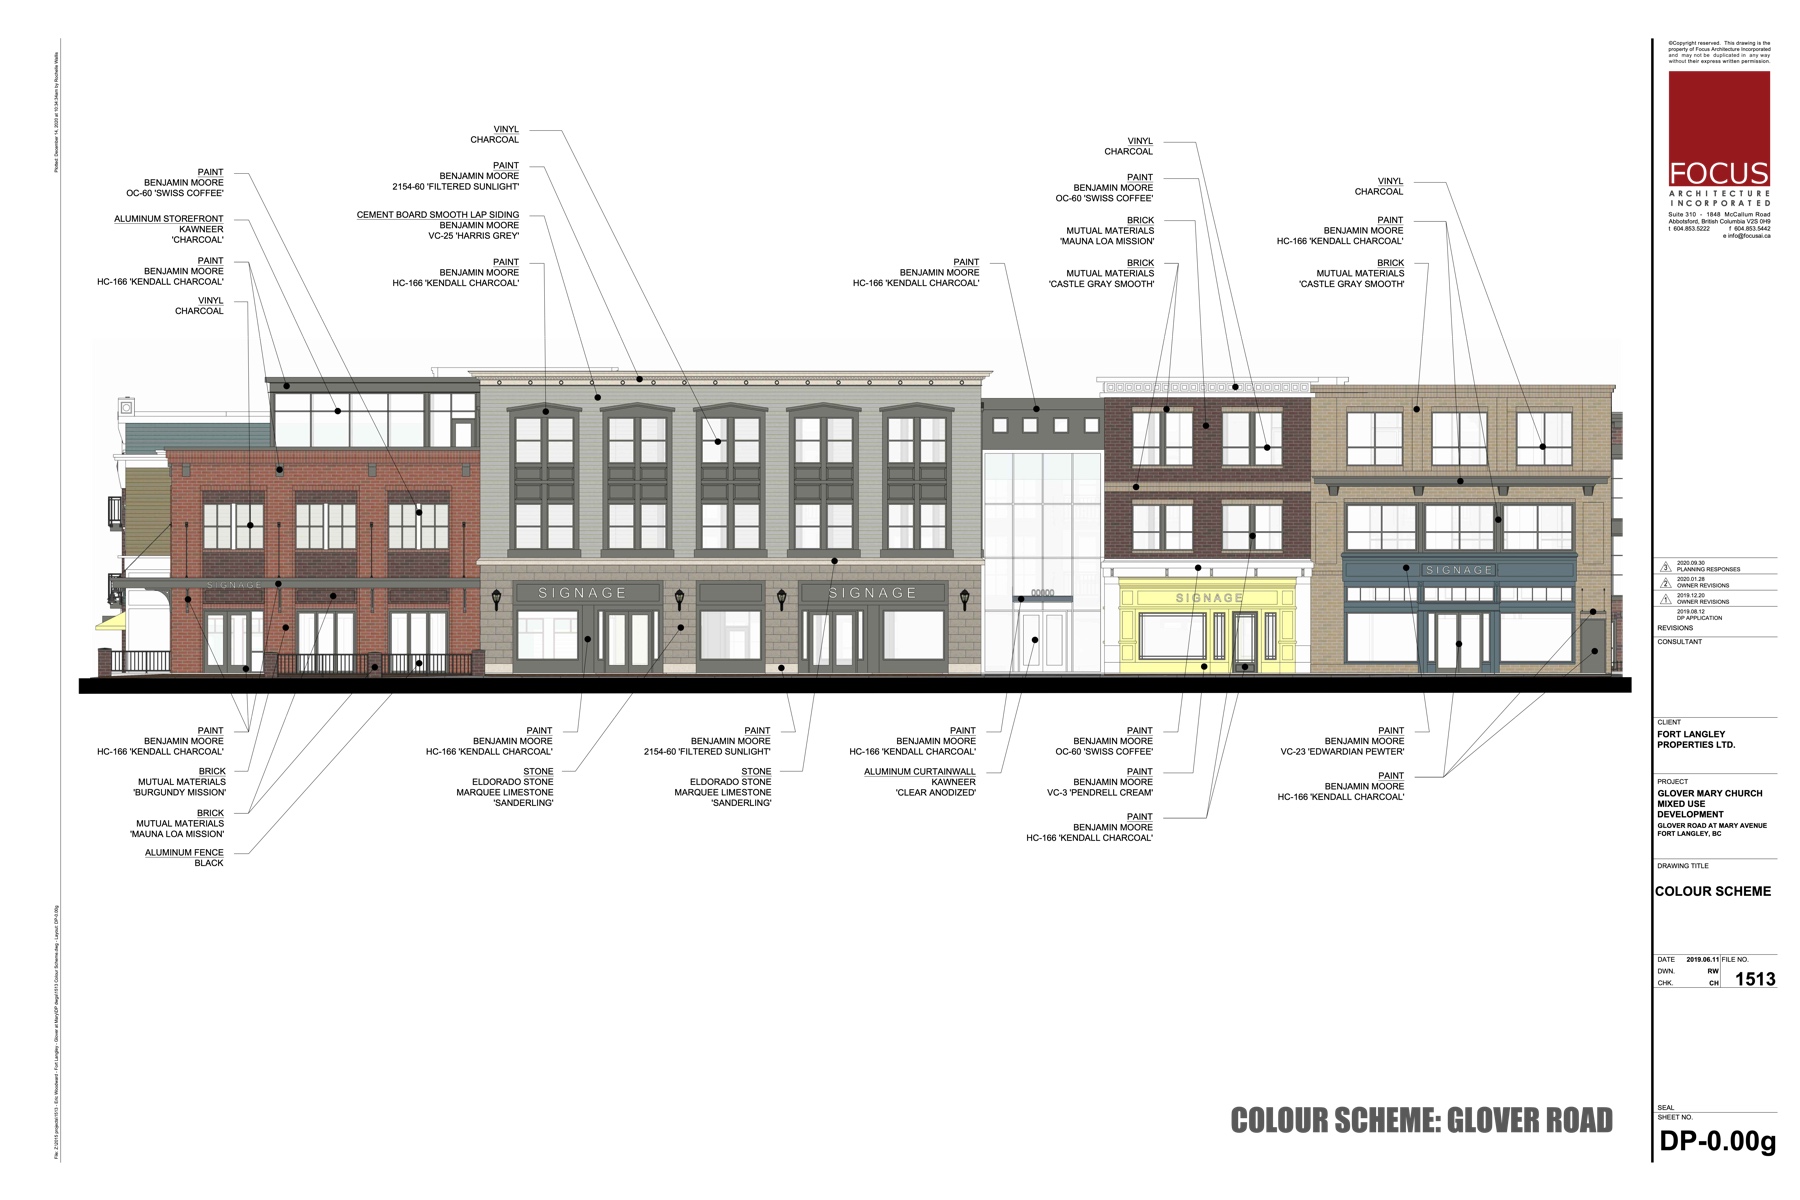 ©Copyright reserved. This drawing is the
property of Focus Architecture Incorporated
and may not be duplicated in any way
without their express written permission.
FOCUS
ARCHITECTURE
INCORPORATED
Suite 310 - 1848 McCallum Road
Abbotsford, British Columbia V2S 0H9
t 604.853.5222 f 604.853.5442
e info@focusai.ca
PAINT
BENJAMIN MOORE
OC-60 'SWISS COFFEE'
ALUMINUM STOREFRONT
KAWNEER
'CHARCOAL'
PAINT
BENJAMIN MOORE
HC-166 'KENDALL CHARCOAL'
VINYL
CHARCOAL
VINYL
CHARCOAL
PAINT
BENJAMIN MOORE
2154-60 'FILTERED SUNLIGHT'
CEMENT BOARD SMOOTH LAP SIDING
BENJAMIN MOORE
VC-25 'HARRIS GREY'
PAINT
BENJAMIN MOORE
HC-166 'KENDALL CHARCOAL'
PAINT
BENJAMIN MOORE
HC-166 'KENDALL CHARCOAL'
VINYL
CHARCOAL
PAINT
BENJAMIN MOORE
OC-60 'SWISS COFFEE'
BRICK
MUTUAL MATERIALS
'MAUNA LOA MISSION'
BRICK
MUTUAL MATERIALS
'CASTLE GRAY SMOOTH'
VINYL
CHARCOAL
PAINT
BENJAMIN MOORE
HC-166 'KENDALL CHARCOAL'
BRICK
MUTUAL MATERIALS
'CASTLE GRAY SMOOTH'
SIGNAGE
SIGNAGE
SIGNAGE
00000
SIGNAGE
SIGNAGE
PAINT
BENJAMIN MOORE
HC-166 'KENDALL CHARCOAL'
BRICK
MUTUAL MATERIALS
'BURGUNDY MISSION'
BRICK
MUTUAL MATERIALS
'MAUNA LOA MISSION'
ALUMINUM FENCE
BLACK
PAINT
BENJAMIN MOORE
HC-166 'KENDALL CHARCOAL'
STONE
ELDORADO STONE
MARQUEE LIMESTONE
'SANDERLING'
PAINT
BENJAMIN MOORE
2154-60 'FILTERED SUNLIGHT'
STONE
ELDORADO STONE
MARQUEE LIMESTONE
'SANDERLING'
PAINT
BENJAMIN MOORE
HC-166 'KENDALL CHARCOAL'
ALUMINUM CURTAINWALL
KAWNEER
'CLEAR ANODIZED'
PAINT
BENJAMIN MOORE
OC-60 'SWISS COFFEE'
PAINT
BENJAMIN MOORE
VC-3 'PENDRELL CREAM'
PAINT
BENJAMIN MOORE
HC-166 'KENDALL CHARCOAL'
PAINT
BENJAMIN MOORE
VC-23 'EDWARDIAN PEWTER'
PAINT
BENJAMIN MOORE
HC-166 'KENDALL CHARCOAL'
3 2020.09.30
PLANNING RESPONSES
2 2020.01.28
OWNER REVISIONS
1 2019.12.20
OWNER REVISIONS
2019.08.12
DP APPLICATION
REVISIONS
CONSULTANT
CLIENT
FORT LANGLEY
PROPERTIES LTD.
PROJECT
GLOVER MARY CHURCH
MIXED USE
DEVELOPMENT
GLOVER ROAD AT MARY AVENUE
FORT LANGLEY, BC
DRAWING TITLE
COLOUR SCHEME
DATE 2019.06.11 FILE NO.
DWN. RW
CHK. CH 1513
SEAL
SHEET NO.
DP-0.00g
COLOUR SCHEME: GLOVER ROAD